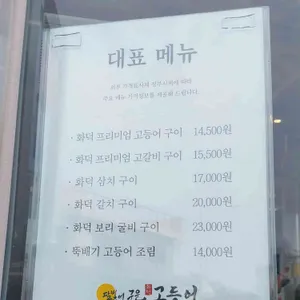 대표 메뉴
· 화덕 프리미엄 고등어 구이 14,500원
· 화덕 프리미엄 고갈비 구이 15,500원
· 화덕 삼치 구이 17,000원
· 화덕 갈치 구이 20,000원
· 화덕 보리 굴비 구이 23,000원
· 뚝배기 고등어 조림 14,000원
고등어